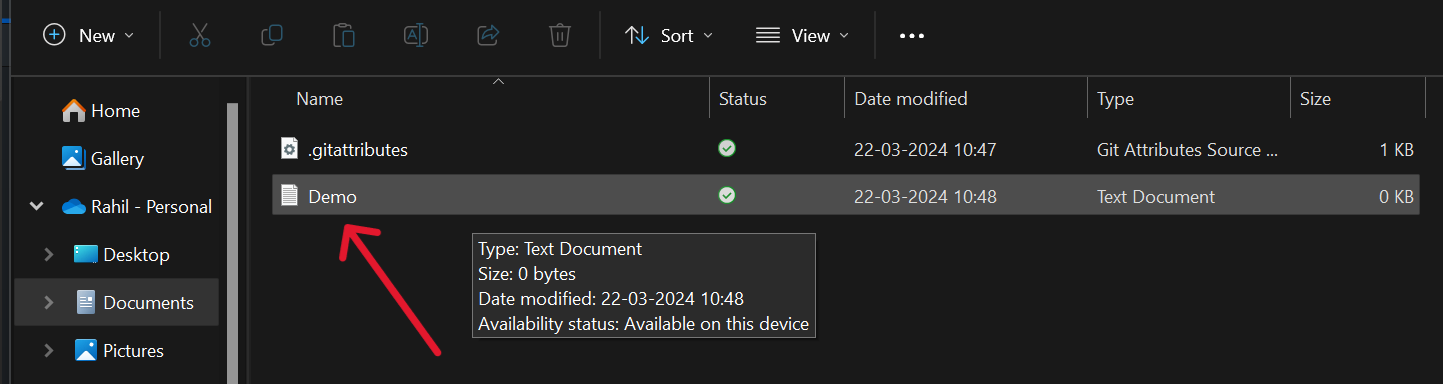 New Sort View
Name Status Date modified Type Size
Home
Gallery
Rahil - Personal
Desktop
Documents
Pictures
.gitattributes 22-03-2024 10:47 Git Attributes Source ... 1 KB
Demo 22-03-2024 10:48 Text Document 0 KB
Type: Text Document
Size: 0 bytes
Date modified: 22-03-2024 10:48
Availability status: Available on this device